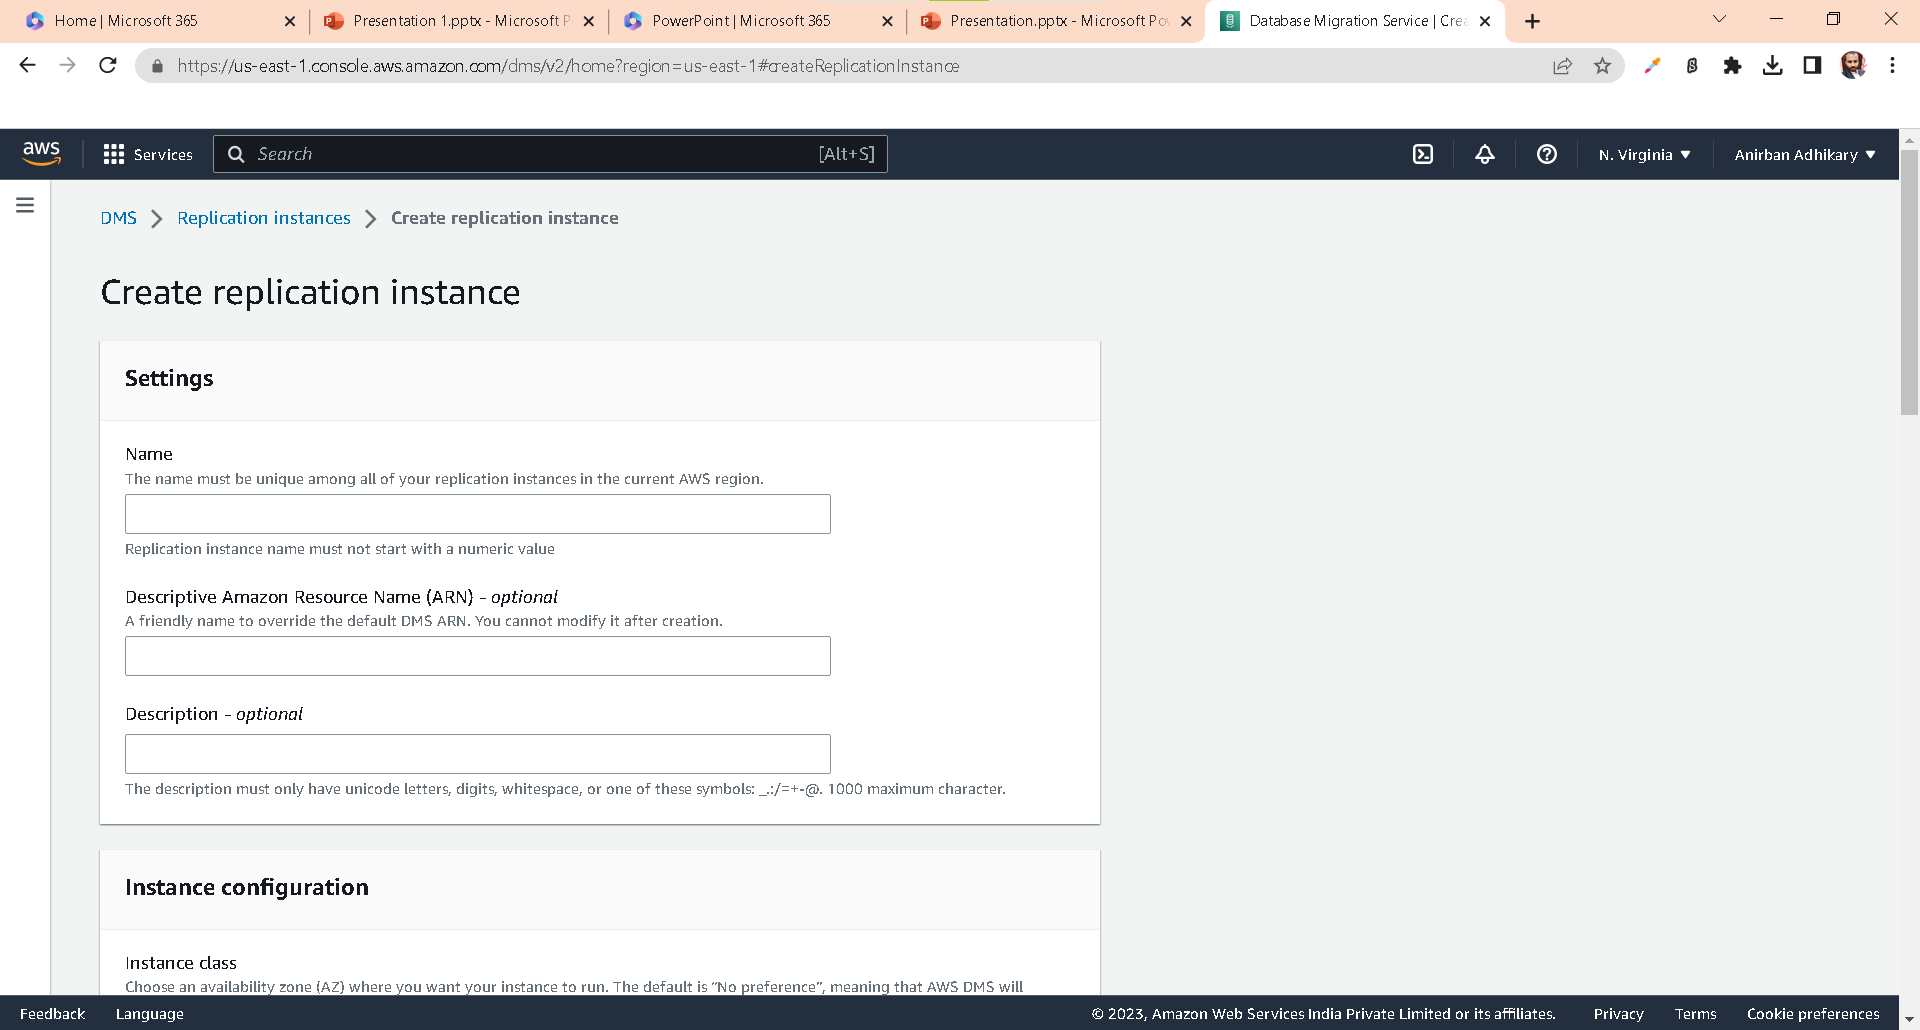 Home | Microsoft 365
Presentation 1.pptx - Microsoft P
PowerPoint | Microsoft 365
Presentation.pptx - Microsoft Po
Database Migration Service | Crea
https://us-east-1.console.aws.amazon.com/dms/v2/home?region=us-east-1#createReplicationInstance
aws
Services
Search
[Alt+S]
N. Virginia
Anirban Adhikary
DMS
Replication instances
Create replication instance
Create replication instance
Settings
Name
The name must be unique among all of your replication instances in the current AWS region.
Replication instance name must not start with a numeric value
Descriptive Amazon Resource Name (ARN) - optional
A friendly name to override the default DMS ARN. You cannot modify it after creation.
Description - optional
The description must only have unicode letters, digits, whitespace, or one of these symbols: _.:/=+-@. 1000 maximum character.
Instance configuration
Instance class
Choose an availability zone (AZ) where you want your instance to run. The default is “No preference”, meaning that AWS DMS will
Feedback
Language
© 2023, Amazon Web Services India Private Limited or its affiliates.
Privacy
Terms
Cookie preferences